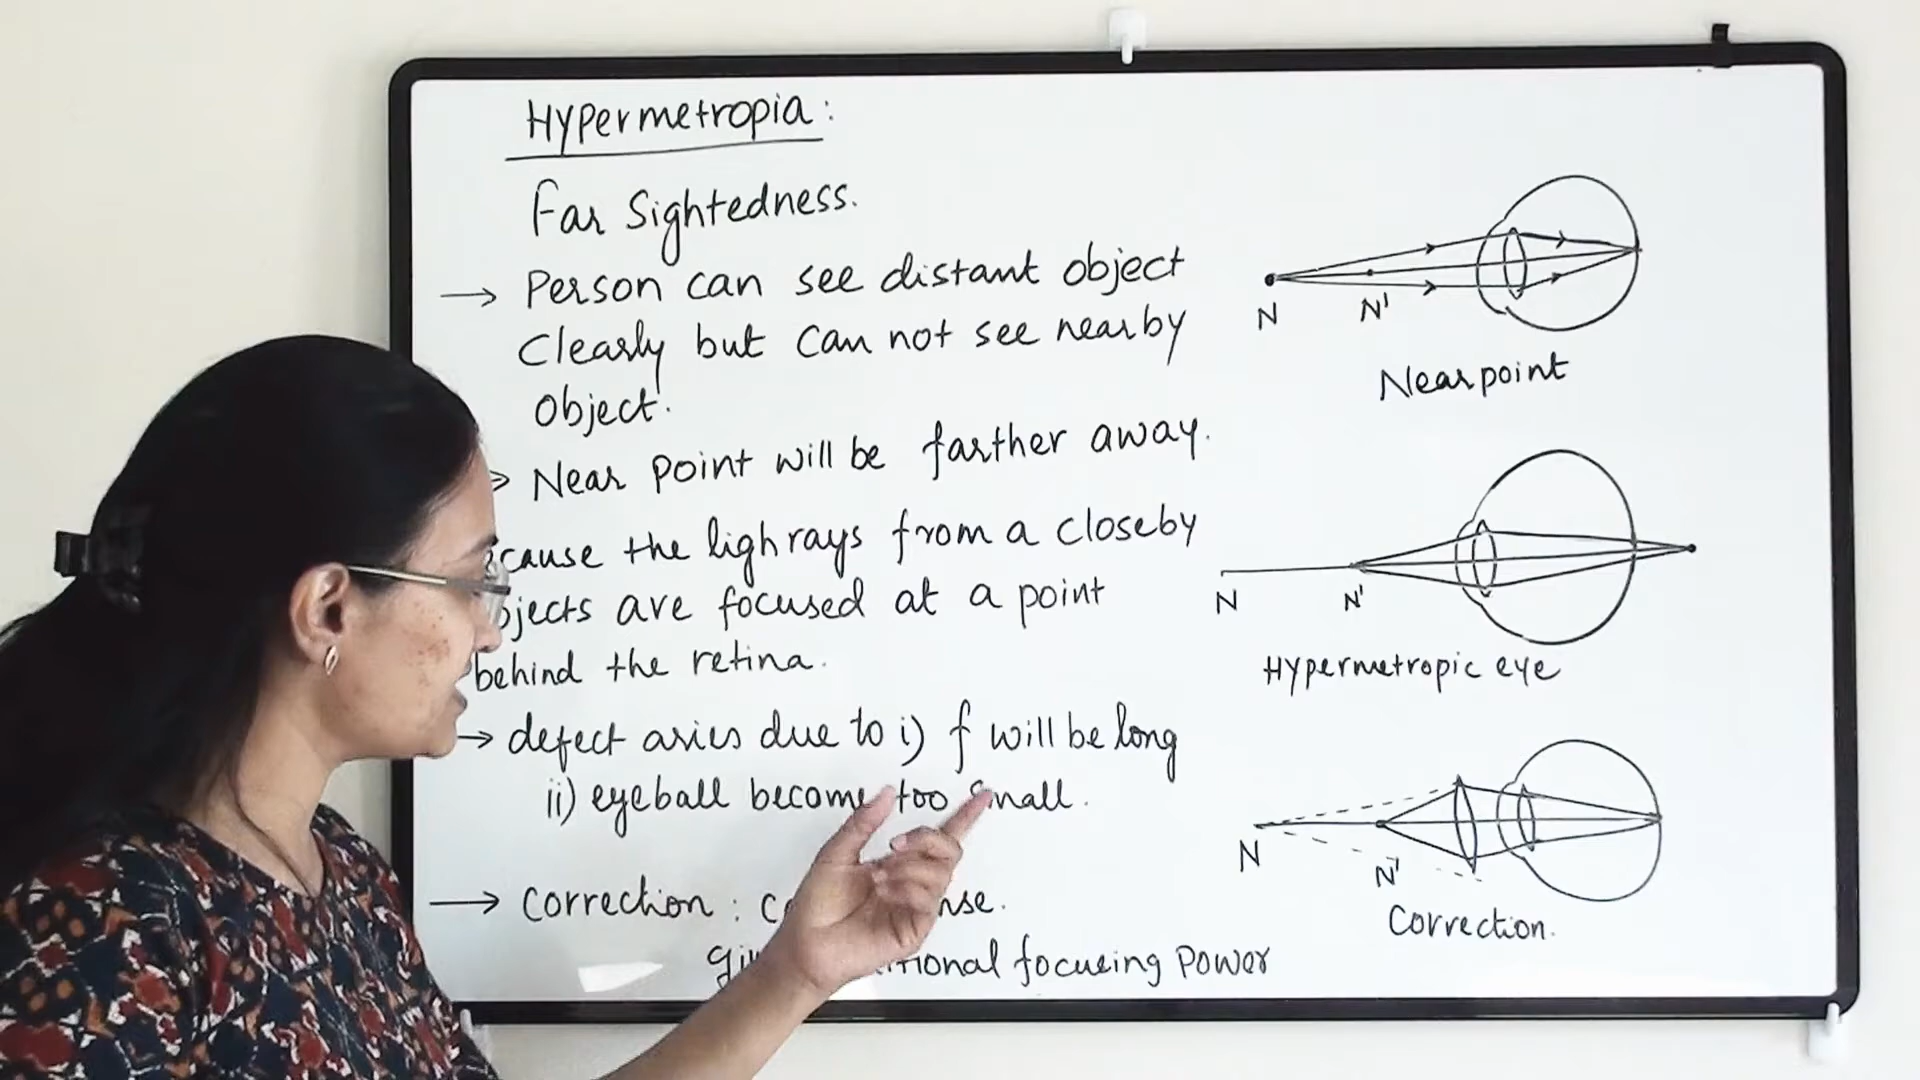 Hypermetropia:
Far Sightedness.
→ Person can see distant object
Clearly but can not see nearby
object.
Near Point will be farther away.
cause the ligh rays from a closeby
jects are focused at a point
behind the retina.
→ defect aries due to i) f will be long
ii) eyeball become too small.
→ correction :
focusing power
N N'
Near point
N N'
Hypermetropic eye
N N'
Correction.